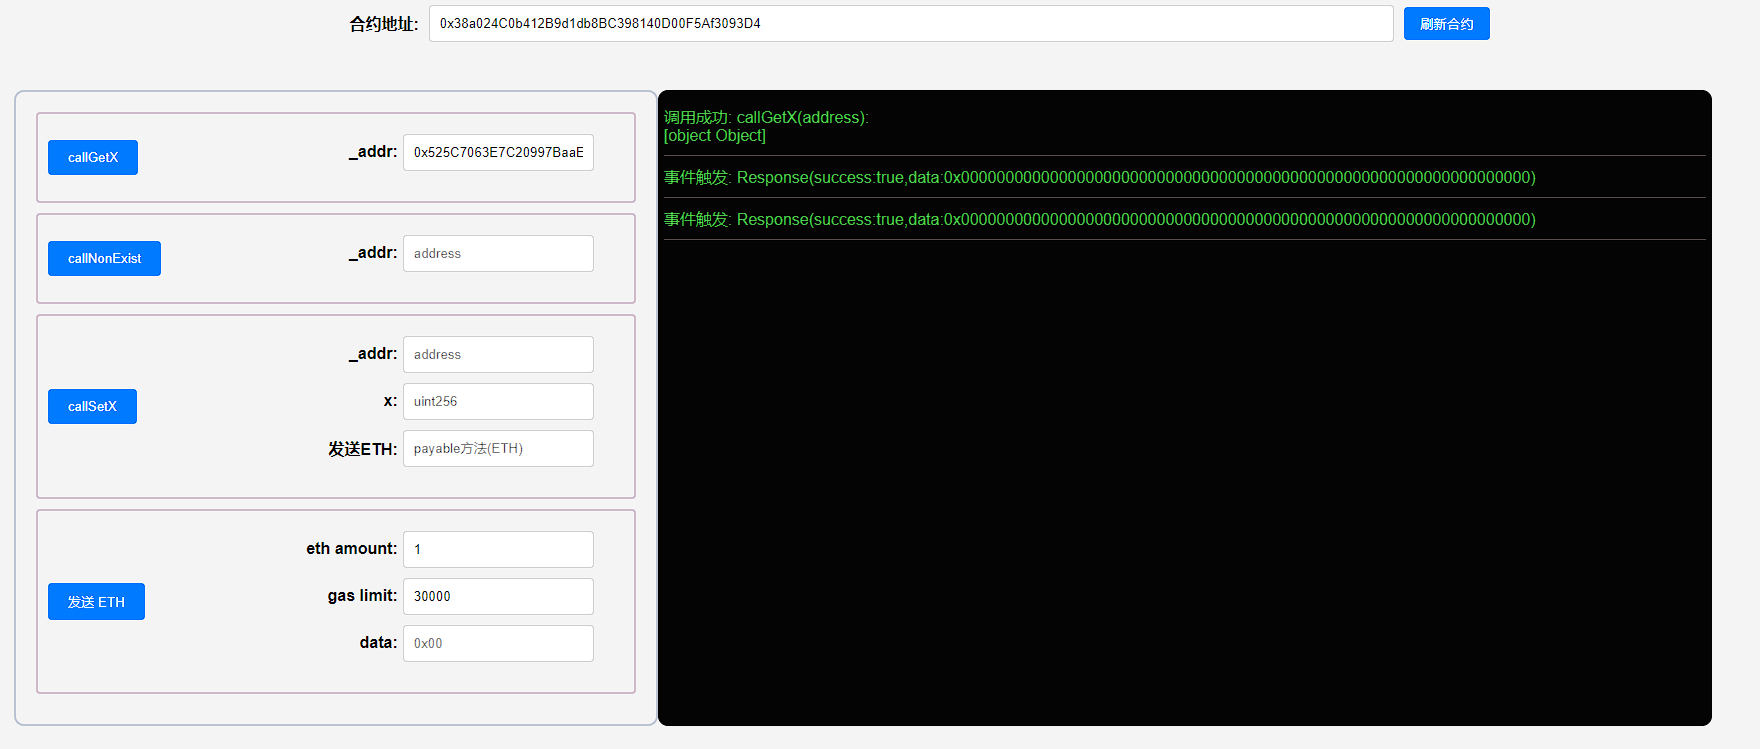 合约地址: 0x38a024C0b412B9d1db8BC398140D00F5Af3093D4 刷新合约
callGetX _addr: 0x525C7063E7C20997BaaE
callNonExist _addr: address
_addr: address
callSetX x: uint256
发送ETH: payable方法(ETH)
eth amount: 1
发送 ETH gas limit: 30000
data: 0x00
调用成功: callGetX(address):
[object Object]
事件触发: Response(success:true,data:0x0000000000000000000000000000000000000000000000000000000000000000)
事件触发: Response(success:true,data:0x0000000000000000000000000000000000000000000000000000000000000000)